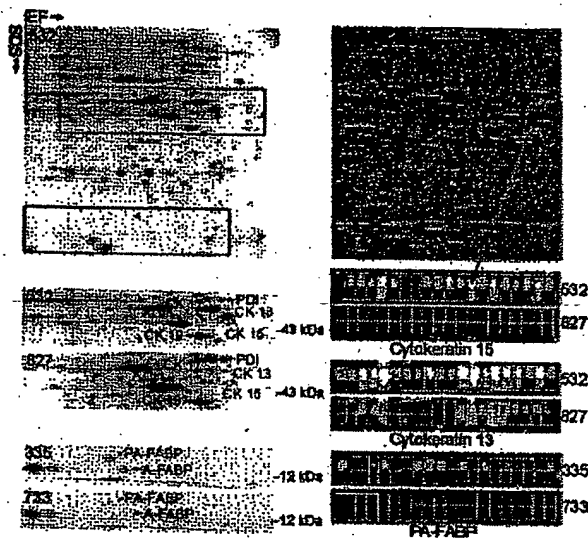 IEF→
←SDS
532
532
PDI
CK 13
CK 15
-43 kDa
827
PDI
CK 13
CK 15
-43 kDa
335
PA-FABP
A-FABP
-12 kDa
733
PA-FABP
A-FABP
-12 kDa
532
827
Cytokeratin 15
532
827
Cytokeratin 13
335
733
PA-FABP